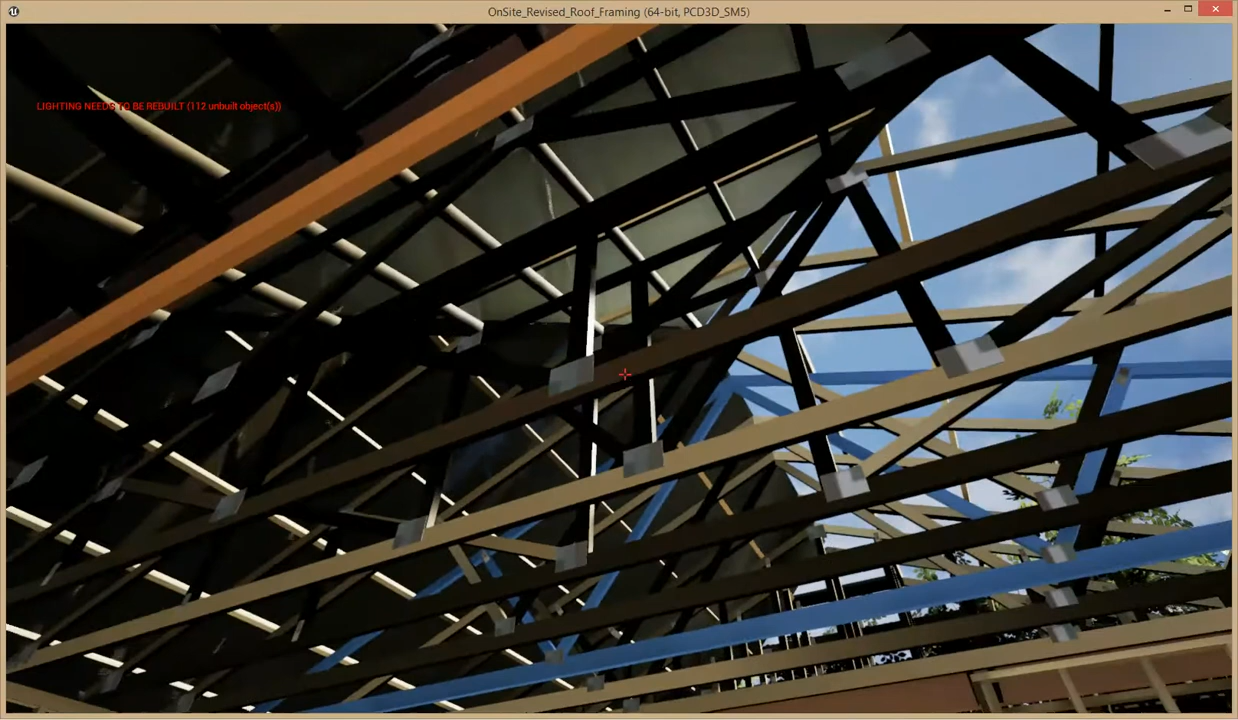 OnSite_Revised_Roof_Framing (64-bit, PCD3D_SM5)
LIGHTING NEEDS TO BE REBUILT (112 unbuilt object(s))